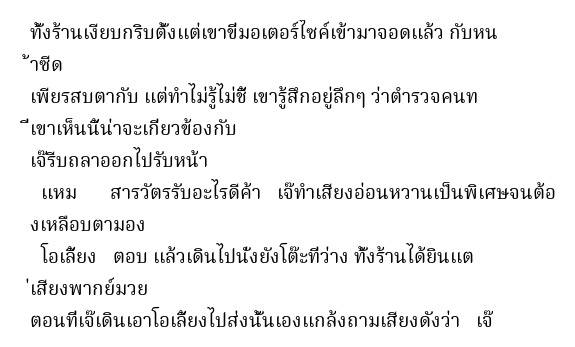 ทั้งร้านเงียบกริบตั้งแต่เขาขี่มอเตอร์ไซค์เข้ามาจอดแล้ว กับหน
้าซีด
เพียรสบตากับ แต่ทำไม่รู้ไม่ชี้ เขารู้สึกอยู่ลึกๆ ว่าตำรวจคนท
ี่เขาเห็นนี้น่าจะเกี่ยวข้องกับ
เจ๊รีบถลาออกไปรับหน้า
แหม สารวัตรรับอะไรดีค้า เจ๊ทำเสียงอ่อนหวานเป็นพิเศษจนต้อ
งเหลือบตามอง
โอเลี้ยง ตอบ แล้วเดินไปนั่งยังโต๊ะที่ว่าง ทั้งร้านได้ยินแต
่เสียงพากย์มวย
ตอนที่เจ๊เดินเอาโอเลี้ยงไปส่งนั้นเองแกล้งถามเสียงดังว่า เจ๊